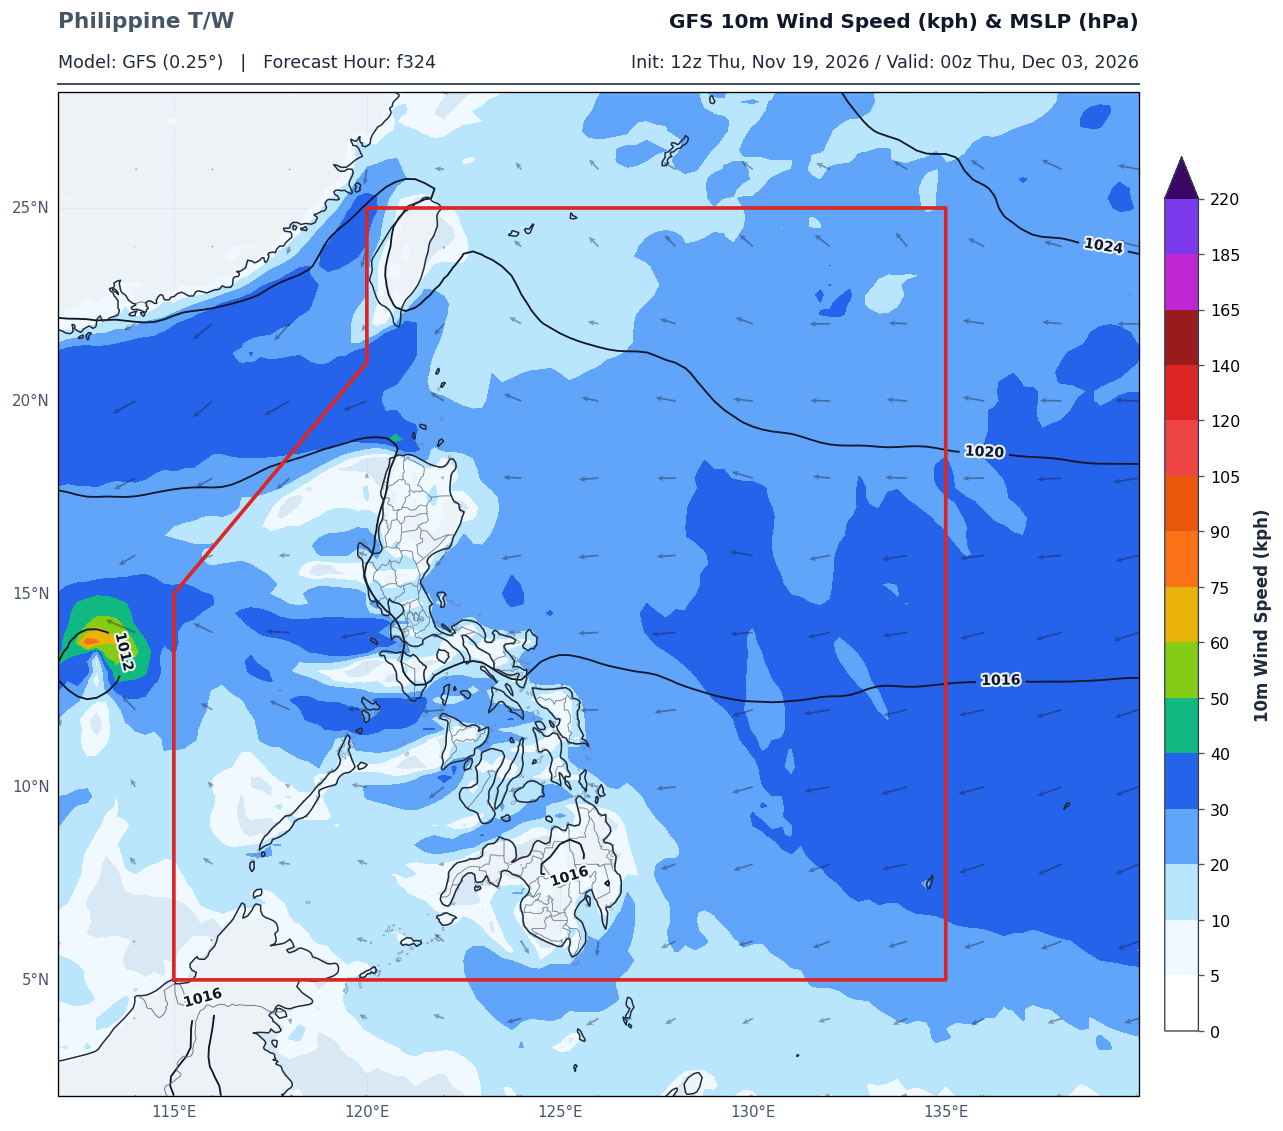 Philippine T/W
GFS 10m Wind Speed (kph) & MSLP (hPa)
Model: GFS (0.25°) | Forecast Hour: f324
Init: 12z Thu, Nov 19, 2026 / Valid: 00z Thu, Dec 03, 2026
25°N
20°N
15°N
10°N
5°N
115°E
120°E
125°E
130°E
135°E
1024
1020
1016
1012
1016
1016
220
185
165
140
120
105
90
75
60
50
40
30
20
10
5
0
10m Wind Speed (kph)